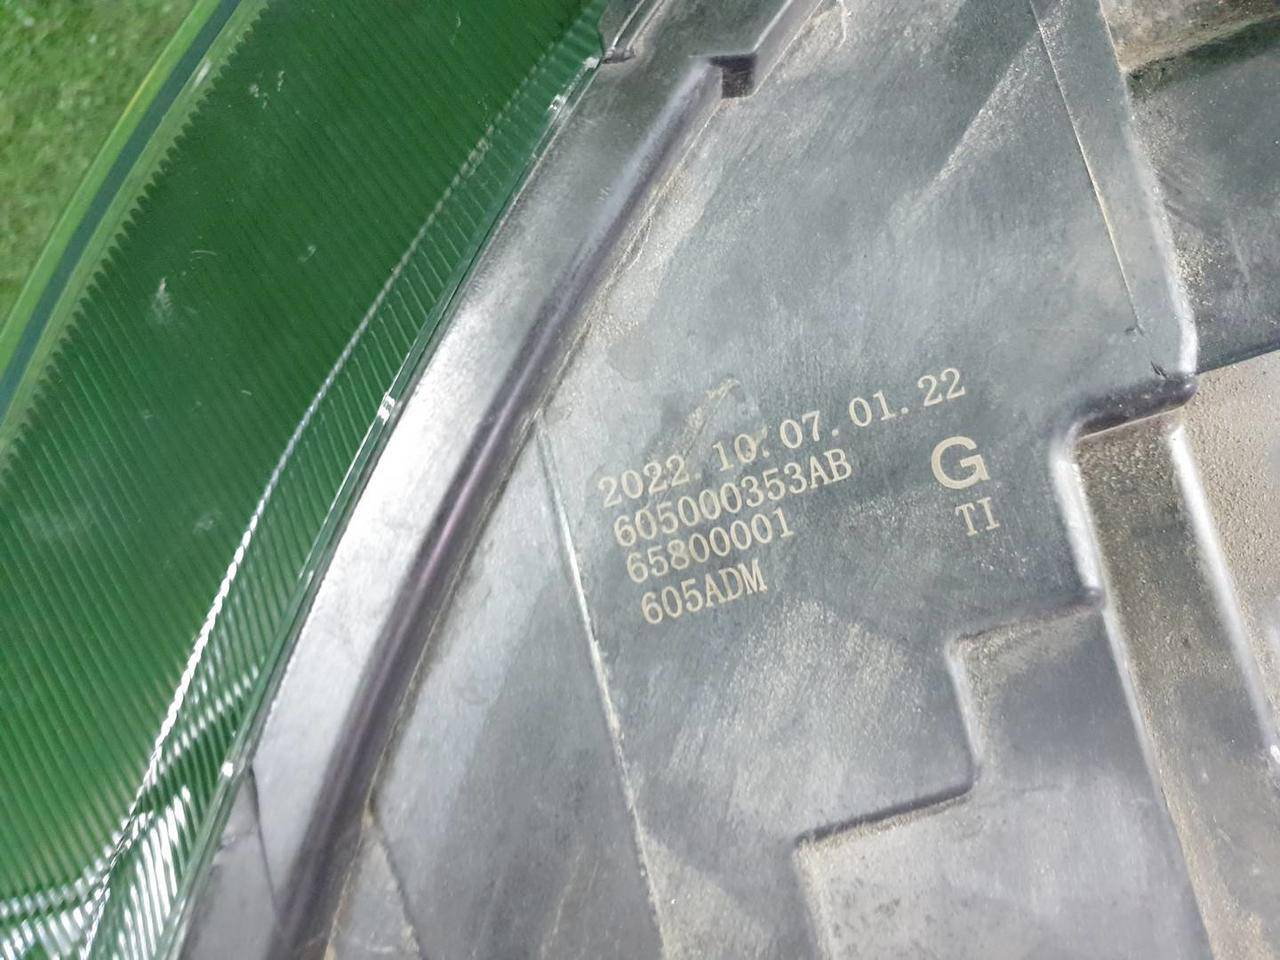 2022. 10. 07. 01. 22
605000353AB
65800001
605ADM
G
TI